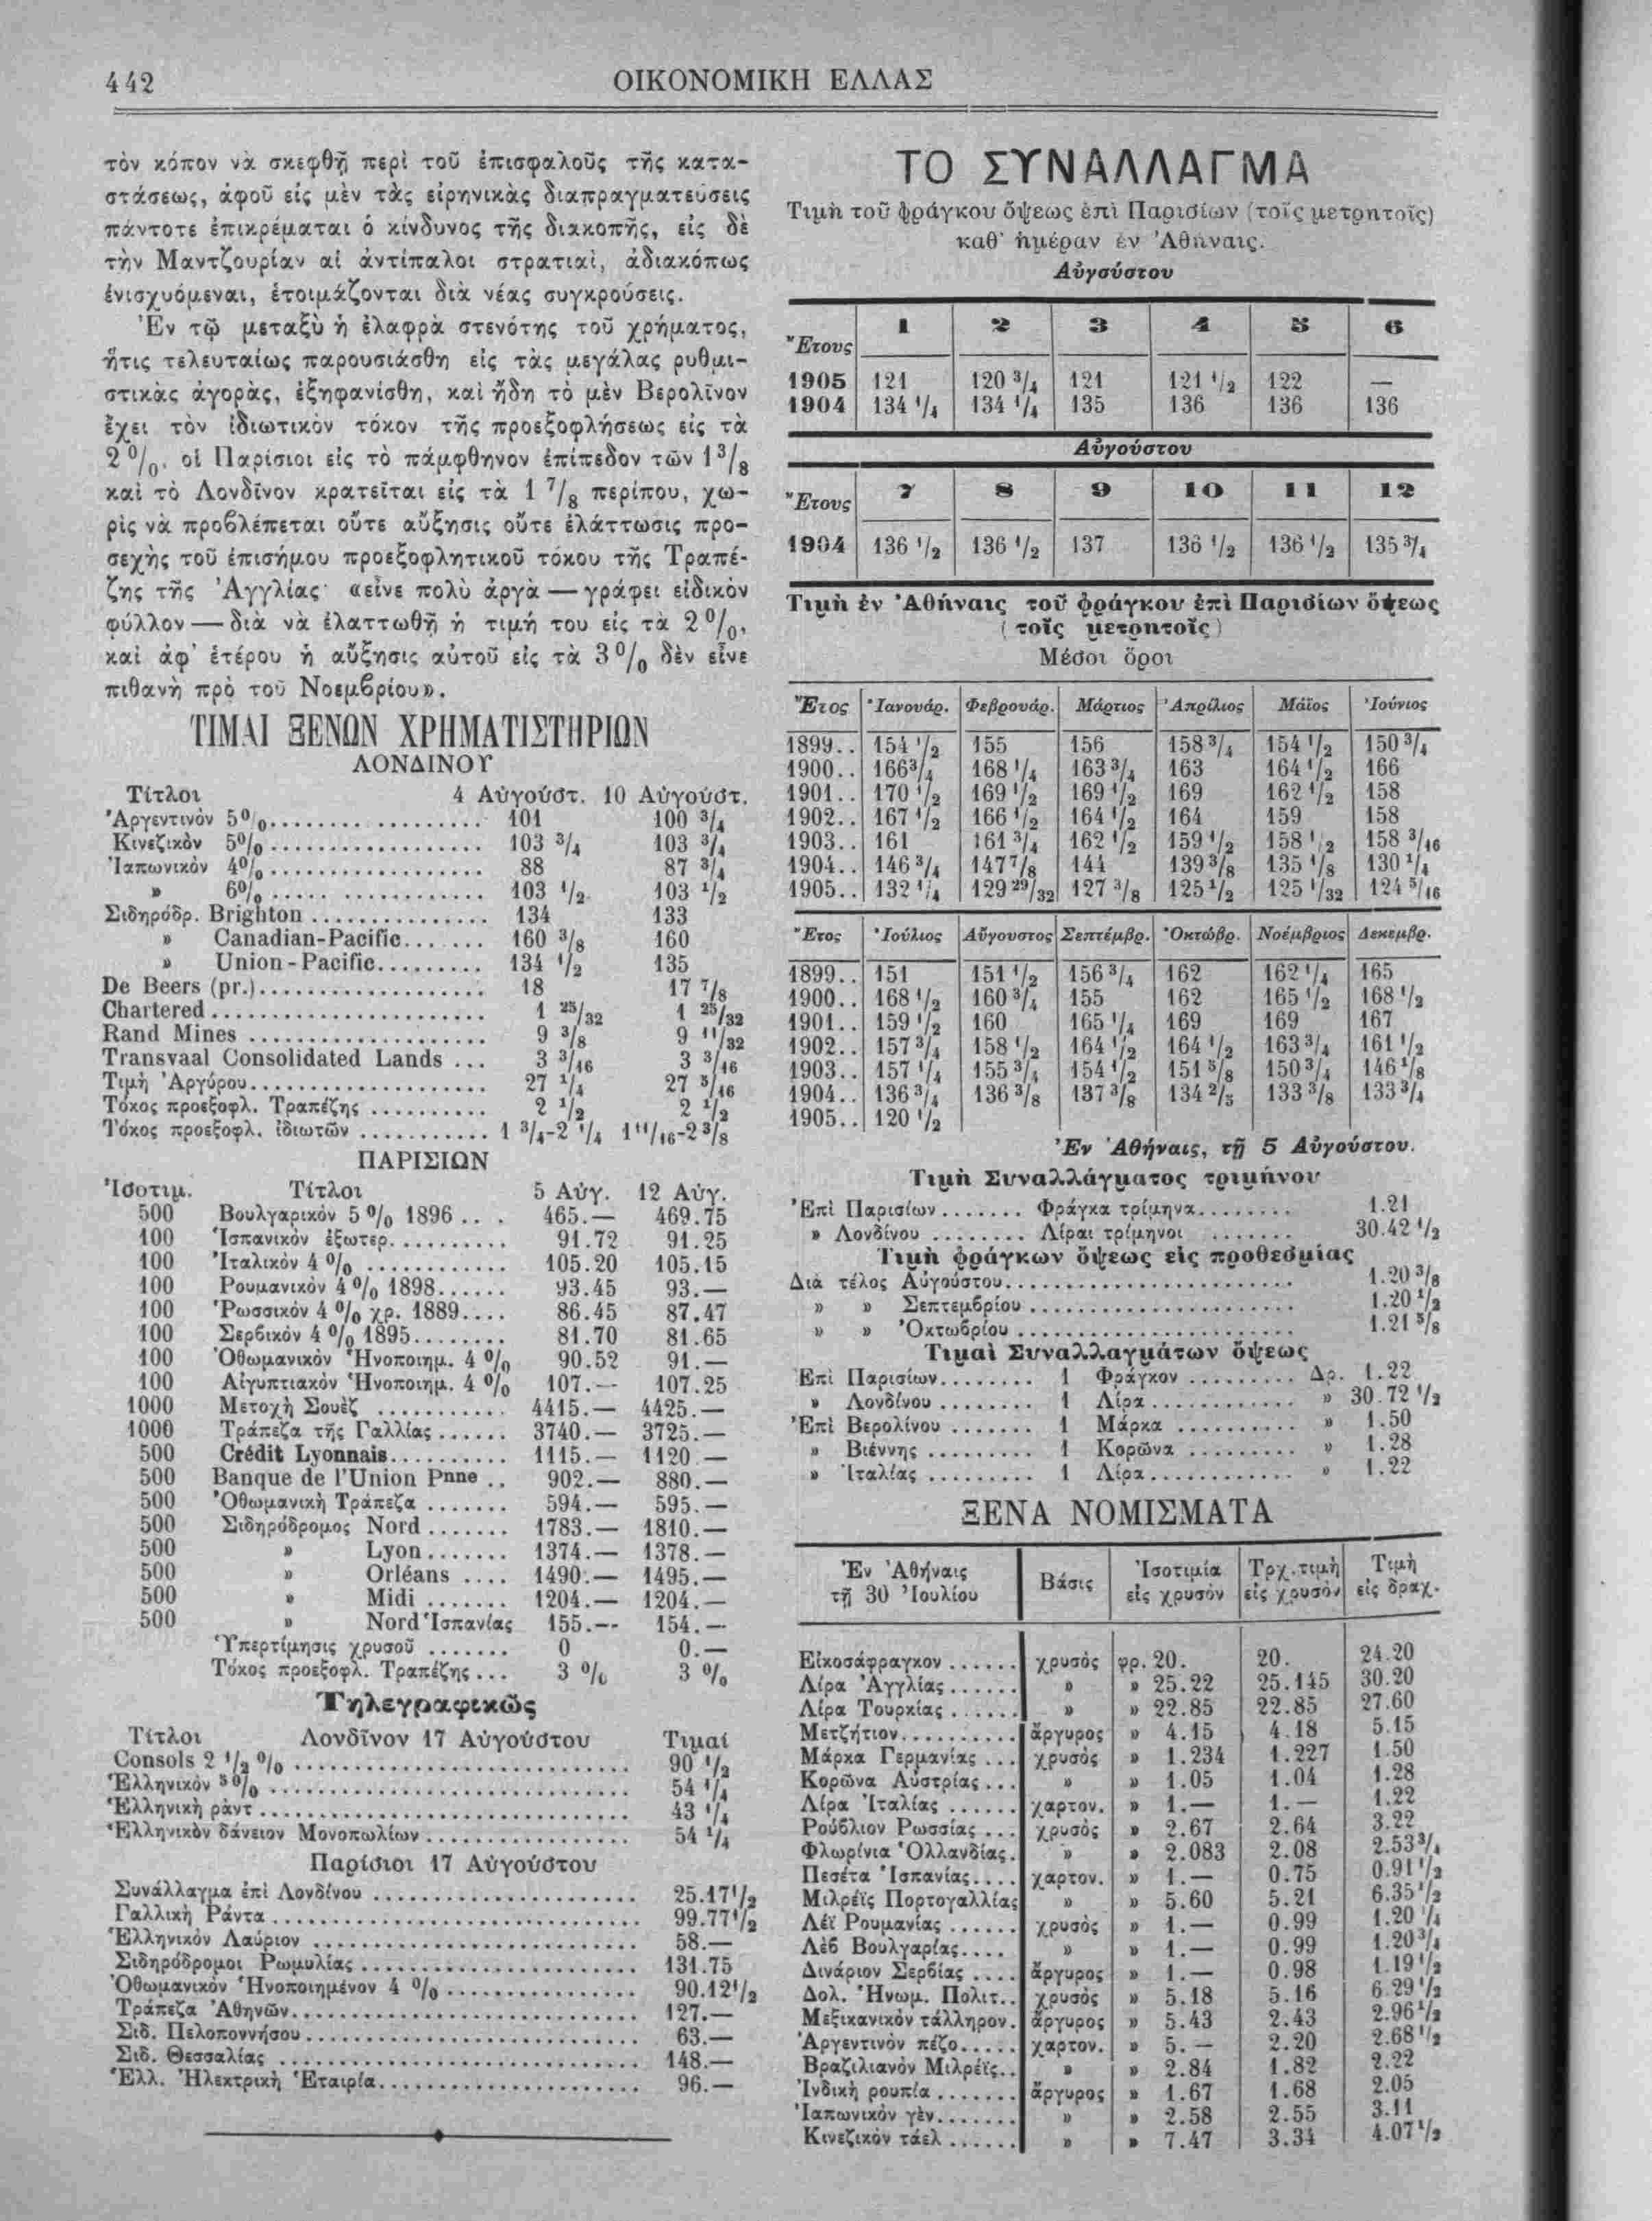 442
ΟΙΚΟΝΟΜΙΚΗ ΕΛΛΑΣ
τὸν κόπον νὰ σκεφθῇ περὶ τοῦ ἐπισφαλοῦς τῆς κατα-
στάσεως, ἀφοῦ εἰς μὲν τὰς εἰρηνικὰς διαπραγματεύσεις
πάντοτε ἐπικρέμαται ὁ κίνδυνος τῆς διακοπῆς, εἰς δὲ
τὴν Μαντζουρίαν αἱ ἀντίπαλοι στρατιαὶ, ἀδιακόπως
ἐνισχυόμεναι, ἑτοιμάζονται διὰ νέας συγκρούσεις.
Ἐν τῷ μεταξὺ ἡ ἐλαφρὰ στενότης τοῦ χρήματος,
ἥτις τελευταίως παρουσιάσθη εἰς τὰς μεγάλας ρυθμι-
στικὰς ἀγορὰς, ἐξηφανίσθη, καὶ ἤδη τὸ μὲν Βερολῖνον
ἔχει τὸν ἰδιωτικὸν τόκον τῆς προεξοφλήσεως εἰς τὰ
2 0/0, οἱ Παρίσιοι εἰς τὸ πάμφθηνον ἐπίπεδον τῶν 1 3/8
καὶ τὸ Λονδῖνον κρατεῖται εἰς τὰ 1 7/8 περίπου, χω-
ρὶς νὰ προβλέπεται οὔτε αὔξησις οὔτε ἐλάττωσις προ-
σεχὴς τοῦ ἐπισήμου προεξοφλητικοῦ τόκου τῆς Τραπέ-
ζης τῆς Ἀγγλίας· «εἶνε πολὺ ἀργὰ — γράφει εἰδικὸν
φύλλον — διὰ νὰ ἐλαττωθῇ ἡ τιμή του εἰς τὰ 2 0/0,
καὶ ἀφ' ἑτέρου ἡ αὔξησις αὐτοῦ εἰς τὰ 3 0/0 δὲν εἶνε
πιθανὴ πρὸ τοῦ Νοεμβρίου».
ΤΙΜΑΙ ΞΕΝΩΝ ΧΡΗΜΑΤΙΣΤΗΡΙΩΝ
ΛΟΝΔΙΝΟΥ
Τίτλοι 4 Αὐγούστ. 10 Αὐγούστ.
Ἀργεντινὸν 5 0/0 101 100 3/4
Κινεζικὸν 5 0/0 103 3/4 103 3/4
Ἰαπωνικὸν 4 0/0 88 87 3/4
» 6 0/0 103 1/2 103 1/2
Σιδηρόδρ. Brighton 134 133
» Canadian-Pacific 160 3/8 160
» Union-Pacific 134 1/2 135
De Beers (pr.) 18 17 7/8
Chartered 1 25/32 1 25/32
Rand Mines 9 3/8 9 11/32
Transvaal Consolidated Lands 3 3/16 3 3/16
Τιμὴ Ἀργύρου 27 1/4 27 5/16
Τόκος προεξοφλ. Τραπέζης 2 1/2 2 1/2
Τόκος προεξοφλ. ἰδιωτῶν 1 3/4-2 1/4 1 11/16-2 3/8
ΠΑΡΙΣΙΩΝ
Ἰσοτιμ. Τίτλοι 5 Αὐγ. 12 Αὐγ.
500 Βουλγαρικὸν 5 0/0 1896 465.— 469.75
100 Ἱσπανικὸν ἐξωτερ. 91.72 91.25
100 Ἰταλικὸν 4 0/0 105.20 105.15
100 Ρουμανικὸν 4 0/0 1898 93.45 93.—
100 Ῥωσσικὸν 4 0/0 χρ. 1889 86.45 87.47
100 Σερβικὸν 4 0/0 1895 81.70 81.65
100 Ὀθωμανικὸν Ἡνοποιημ. 4 0/0 90.52 91.—
100 Αἰγυπτιακὸν Ἡνοποιημ. 4 0/0 107.— 107.25
1000 Μετοχὴ Σουὲζ 4415.— 4425.—
1000 Τράπεζα τῆς Γαλλίας 3740.— 3725.—
500 Crédit Lyonnais 1115.— 1120.—
500 Banque de l'Union Pnne 902.— 880.—
500 Ὀθωμανικὴ Τράπεζα 594.— 595.—
500 Σιδηρόδρομος Nord 1783.— 1810.—
500 » Lyon 1374.— 1378.—
500 » Orléans 1490.— 1495.—
500 » Midi 1204.— 1204.—
500 » Nord Ἱσπανίας 155.— 154.—
Ὑπερτίμησις χρυσοῦ 0 0.—
Τόκος προεξοφλ. Τραπέζης 3 0/0 3 0/0
Τηλεγραφικῶς
Τίτλοι Λονδῖνον 17 Αὐγούστου Τιμαί
Consols 2 1/2 0/0 90 1/2
Ἑλληνικὸν 5 0/0 54 1/4
Ἑλληνικὴ ρὰντ 43 1/4
Ἑλληνικὸν δάνειον Μονοπωλίων 54 1/4
Παρίσιοι 17 Αὐγούστου
Συνάλλαγμα ἐπὶ Λονδίνου 25.17 1/2
Γαλλικὴ Ράντα 99.77 1/2
Ἑλληνικὸν Λαύριον 58.—
Σιδηρόδρομοι Ρωμυλίας 131.75
Ὀθωμανικὸν Ἡνοποιημένον 4 0/0 90.12 1/2
Τράπεζα Ἀθηνῶν 127.—
Σιδ. Πελοποννήσου 63.—
Σιδ. Θεσσαλίας 148.—
Ἑλλ. Ἠλεκτρικὴ Ἑταιρία 96.—
ΤΟ ΣΥΝΑΛΛΑΓΜΑ
Τιμὴ τοῦ φράγκου ὄψεως ἐπὶ Παρισίων (τοῖς μετρητοῖς)
καθ' ἡμέραν ἐν Ἀθήναις.
Αὐγούστου
Ἔτους 1 2 3 4 5 6
1905 121 120 3/4 121 121 1/2 122 —
1904 134 1/4 134 1/4 135 136 136 136
Αὐγούστου
Ἔτους 7 8 9 10 11 12
1904 136 1/2 136 1/2 137 136 1/2 136 1/2 135 3/4
Τιμὴ ἐν Ἀθήναις τοῦ φράγκου ἐπὶ Παρισίων ὄψεως
(τοῖς μετρητοῖς)
Μέσοι ὅροι
Ἔτος Ἰανουάρ. Φεβρουάρ. Μάρτιος Ἀπρίλιος Μάϊος Ἰούνιος
1899.. 154 1/2 155 156 158 3/4 154 1/2 150 3/4
1900.. 166 3/4 168 1/4 163 3/4 163 164 1/2 166
1901.. 170 1/2 169 1/2 169 1/2 169 162 1/2 158
1902.. 167 1/2 166 1/2 164 1/2 164 159 158
1903.. 161 161 3/4 162 1/2 159 1/2 158 1/2 158 3/16
1904.. 146 3/4 147 7/8 144 139 3/8 135 1/8 130 1/4
1905.. 132 1/4 129 29/32 127 3/8 125 1/2 125 1/32 124 5/16
Ἔτος Ἰούλιος Αὔγουστος Σεπτέμβρ. Ὀκτώβρ. Νοέμβριος Δεκεμβρ.
1899.. 151 151 1/2 156 3/4 162 162 1/4 165
1900.. 168 1/2 160 3/4 155 162 165 1/2 168 1/2
1901.. 159 1/2 160 165 1/4 169 169 167
1902.. 157 3/4 158 1/2 164 1/2 164 1/2 163 3/4 161 1/2
1903.. 157 1/4 155 3/4 154 1/2 151 5/8 150 3/4 146 1/8
1904.. 136 3/4 136 3/8 137 3/8 134 2/3 133 3/8 133 3/4
1905.. 120 1/2
Ἐν Ἀθήναις, τῇ 5 Αὐγούστου.
Τιμὴ Συναλλάγματος τριμήνου
Ἐπὶ Παρισίων Φράγκα τρίμηνα 1.21
» Λονδίνου Λίραι τρίμηνοι 30.42 1/2
Τιμὴ φράγκων ὄψεως εἰς προθεσμίας
Διὰ τέλος Αὐγούστου 1.20 3/8
» » Σεπτεμβρίου 1.20 1/2
» » Ὀκτωβρίου 1.21 5/8
Τιμαὶ Συναλλαγμάτων ὄψεως
Ἐπὶ Παρισίων 1 Φράγκον Δρ. 1.22
» Λονδίνου 1 Λίρα » 30.72 1/2
Ἐπὶ Βερολίνου 1 Μάρκα » 1.50
» Βιέννης 1 Κορῶνα » 1.28
» Ἰταλίας 1 Λίρα » 1.22
ΞΕΝΑ ΝΟΜΙΣΜΑΤΑ
Ἐν Ἀθήναις τῇ 30 Ἰουλίου Βάσις Ἰσοτιμία εἰς χρυσὸν Τρχ. τιμὴ εἰς χρυσὸν Τιμὴ εἰς δραχ.
Εἰκοσάφραγκον χρυσὸς φρ. 20. 20. 24.20
Λίρα Ἀγγλίας » » 25.22 25.145 30.20
Λίρα Τουρκίας » » 22.85 22.85 27.60
Μετζήτιον ἄργυρος » 4.15 4.18 5.15
Μάρκα Γερμανίας χρυσὸς » 1.234 1.227 1.50
Κορῶνα Αὐστρίας » » 1.05 1.04 1.28
Λίρα Ἰταλίας χαρτον. » 1.— 1.— 1.22
Ρούβλιον Ρωσσίας χρυσὸς » 2.67 2.64 3.22
Φλωρίνια Ὁλλανδίας » » 2.083 2.08 2.53 3/4
Πεσέτα Ἱσπανίας χαρτον. » 1.— 0.75 0.91 1/2
Μιλρέϊς Πορτογαλλίας » » 5.60 5.21 6.35 1/2
Λέϊ Ρουμανίας χρυσὸς » 1.— 0.99 1.20 1/4
Λὲβ Βουλγαρίας » » 1.— 0.99 1.20 3/4
Δινάριον Σερβίας ἄργυρος » 1.— 0.98 1.19 1/2
Δολ. Ἡνωμ. Πολιτ. χρυσὸς » 5.18 5.16 6.29 1/2
Μεξικανικὸν τάλληρον ἄργυρος » 5.43 2.43 2.96 1/2
Ἀργεντινὸν πέζο χαρτον. » 5.— 2.20 2.68 1/2
Βραζιλιανὸν Μιλρέϊς » » 2.84 1.82 2.22
Ἰνδικὴ ρουπία ἄργυρος » 1.67 1.68 2.05
Ἰαπωνικὸν γὲν » » 2.58 2.55 3.11
Κινεζικὸν τάελ » » 7.47 3.34 4.07 1/2